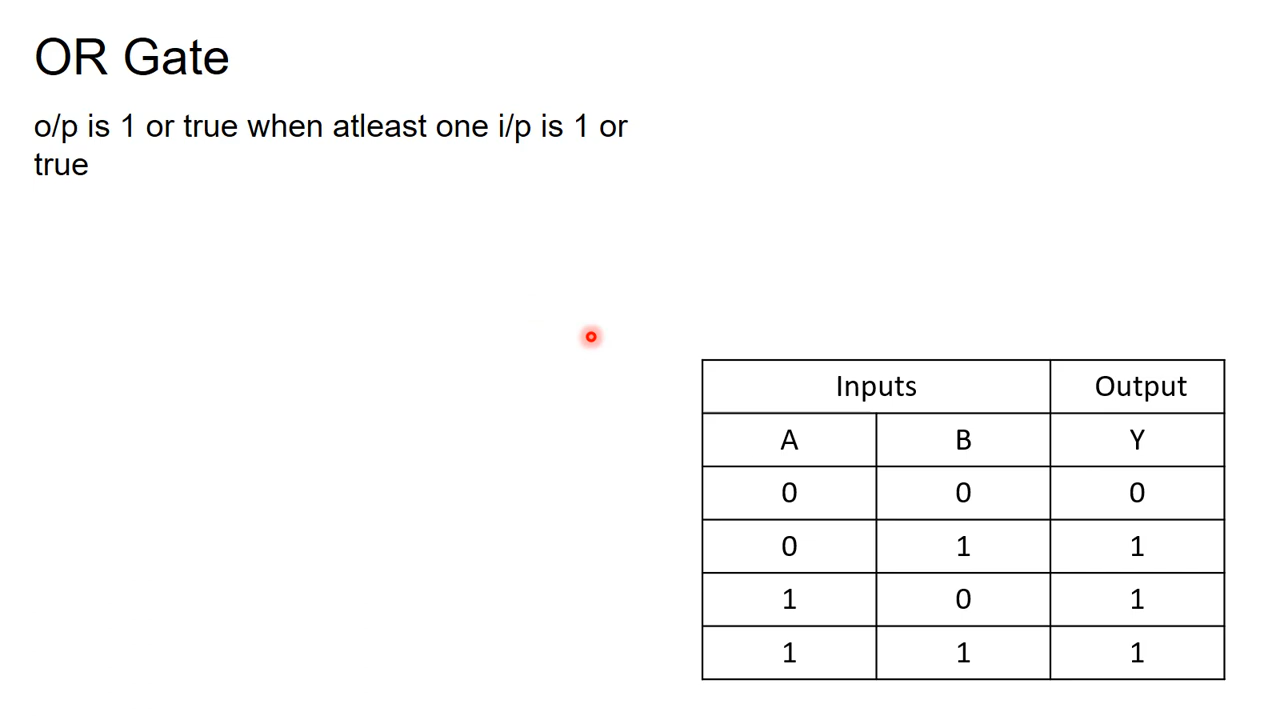 OR Gate
o/p is 1 or true when atleast one i/p is 1 or
true
Inputs Output
A B Y
0 0 0
0 1 1
1 0 1
1 1 1